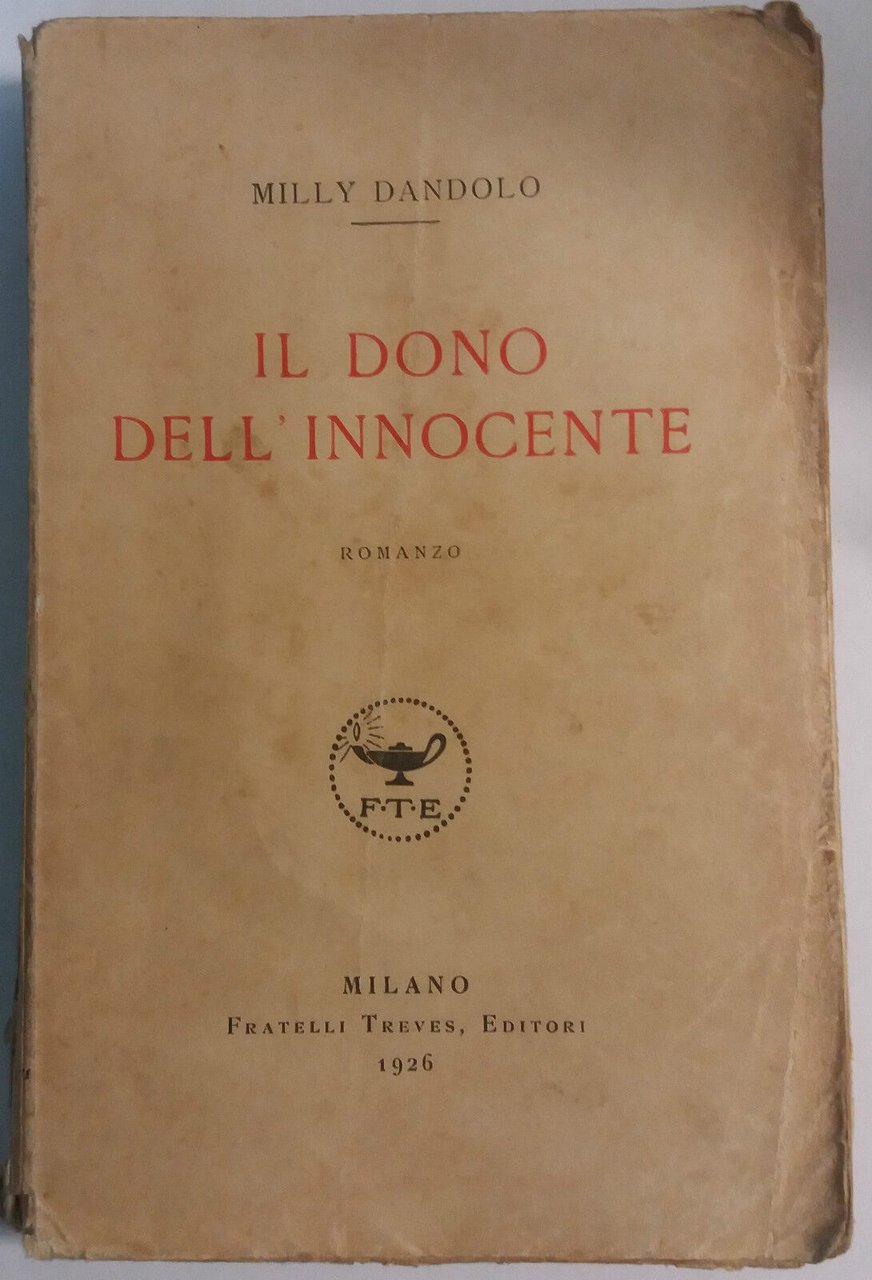 MILLY DANDOLO
IL DONO
DELL'INNOCENTE
ROMANZO
F·T·E
MILANO
FRATELLI TREVES, EDITORI
1926